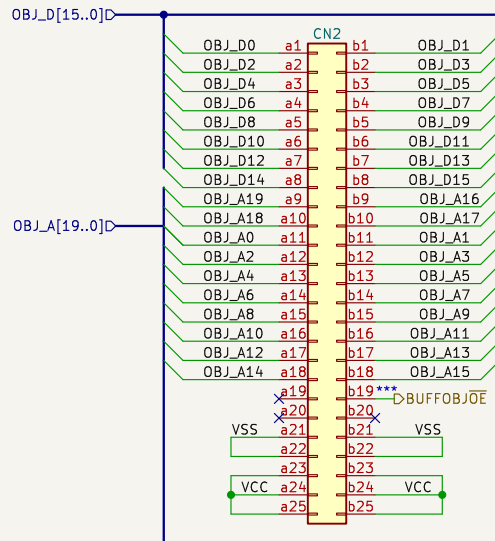 OBJ_D[15..0]
CN2
OBJ_D0 a1 b1 OBJ_D1
OBJ_D2 a2 b2 OBJ_D3
OBJ_D4 a3 b3 OBJ_D5
OBJ_D6 a4 b4 OBJ_D7
OBJ_D8 a5 b5 OBJ_D9
OBJ_D10 a6 b6 OBJ_D11
OBJ_D12 a7 b7 OBJ_D13
OBJ_D14 a8 b8 OBJ_D15
OBJ_A19 a9 b9 OBJ_A16
OBJ_A18 a10 b10 OBJ_A17
OBJ_A[19..0]
OBJ_A0 a11 b11 OBJ_A1
OBJ_A2 a12 b12 OBJ_A3
OBJ_A4 a13 b13 OBJ_A5
OBJ_A6 a14 b14 OBJ_A7
OBJ_A8 a15 b15 OBJ_A9
OBJ_A10 a16 b16 OBJ_A11
OBJ_A12 a17 b17 OBJ_A13
OBJ_A14 a18 b18 OBJ_A15
a19 b19 *** BUFFOBJO̅E̅
a20 b20
VSS a21 b21 VSS
a22 b22
a23 b23
VCC a24 b24 VCC
a25 b25